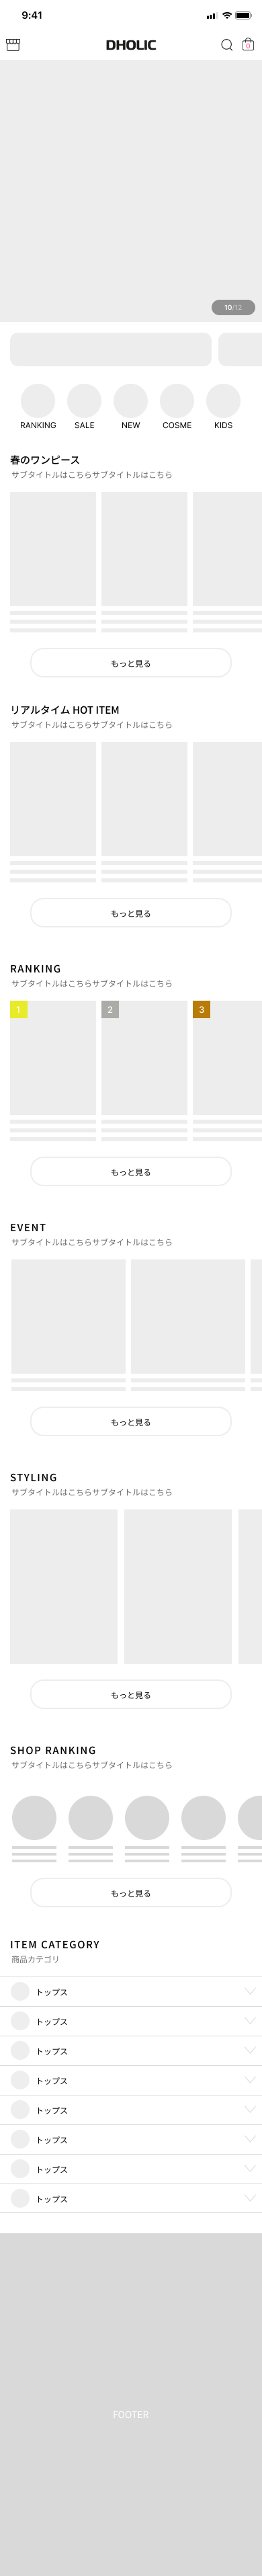 9:41
DHOLIC
0
10/12
RANKING SALE NEW COSME KIDS
春のワンピース
サブタイトルはこちらサブタイトルはこちら
もっと見る
リアルタイム HOT ITEM
サブタイトルはこちらサブタイトルはこちら
もっと見る
RANKING
サブタイトルはこちらサブタイトルはこちら
1 2 3
もっと見る
EVENT
サブタイトルはこちらサブタイトルはこちら
もっと見る
STYLING
サブタイトルはこちらサブタイトルはこちら
もっと見る
SHOP RANKING
サブタイトルはこちらサブタイトルはこちら
もっと見る
ITEM CATEGORY
商品カテゴリ
トップス
トップス
トップス
トップス
トップス
トップス
トップス
トップス
FOOTER